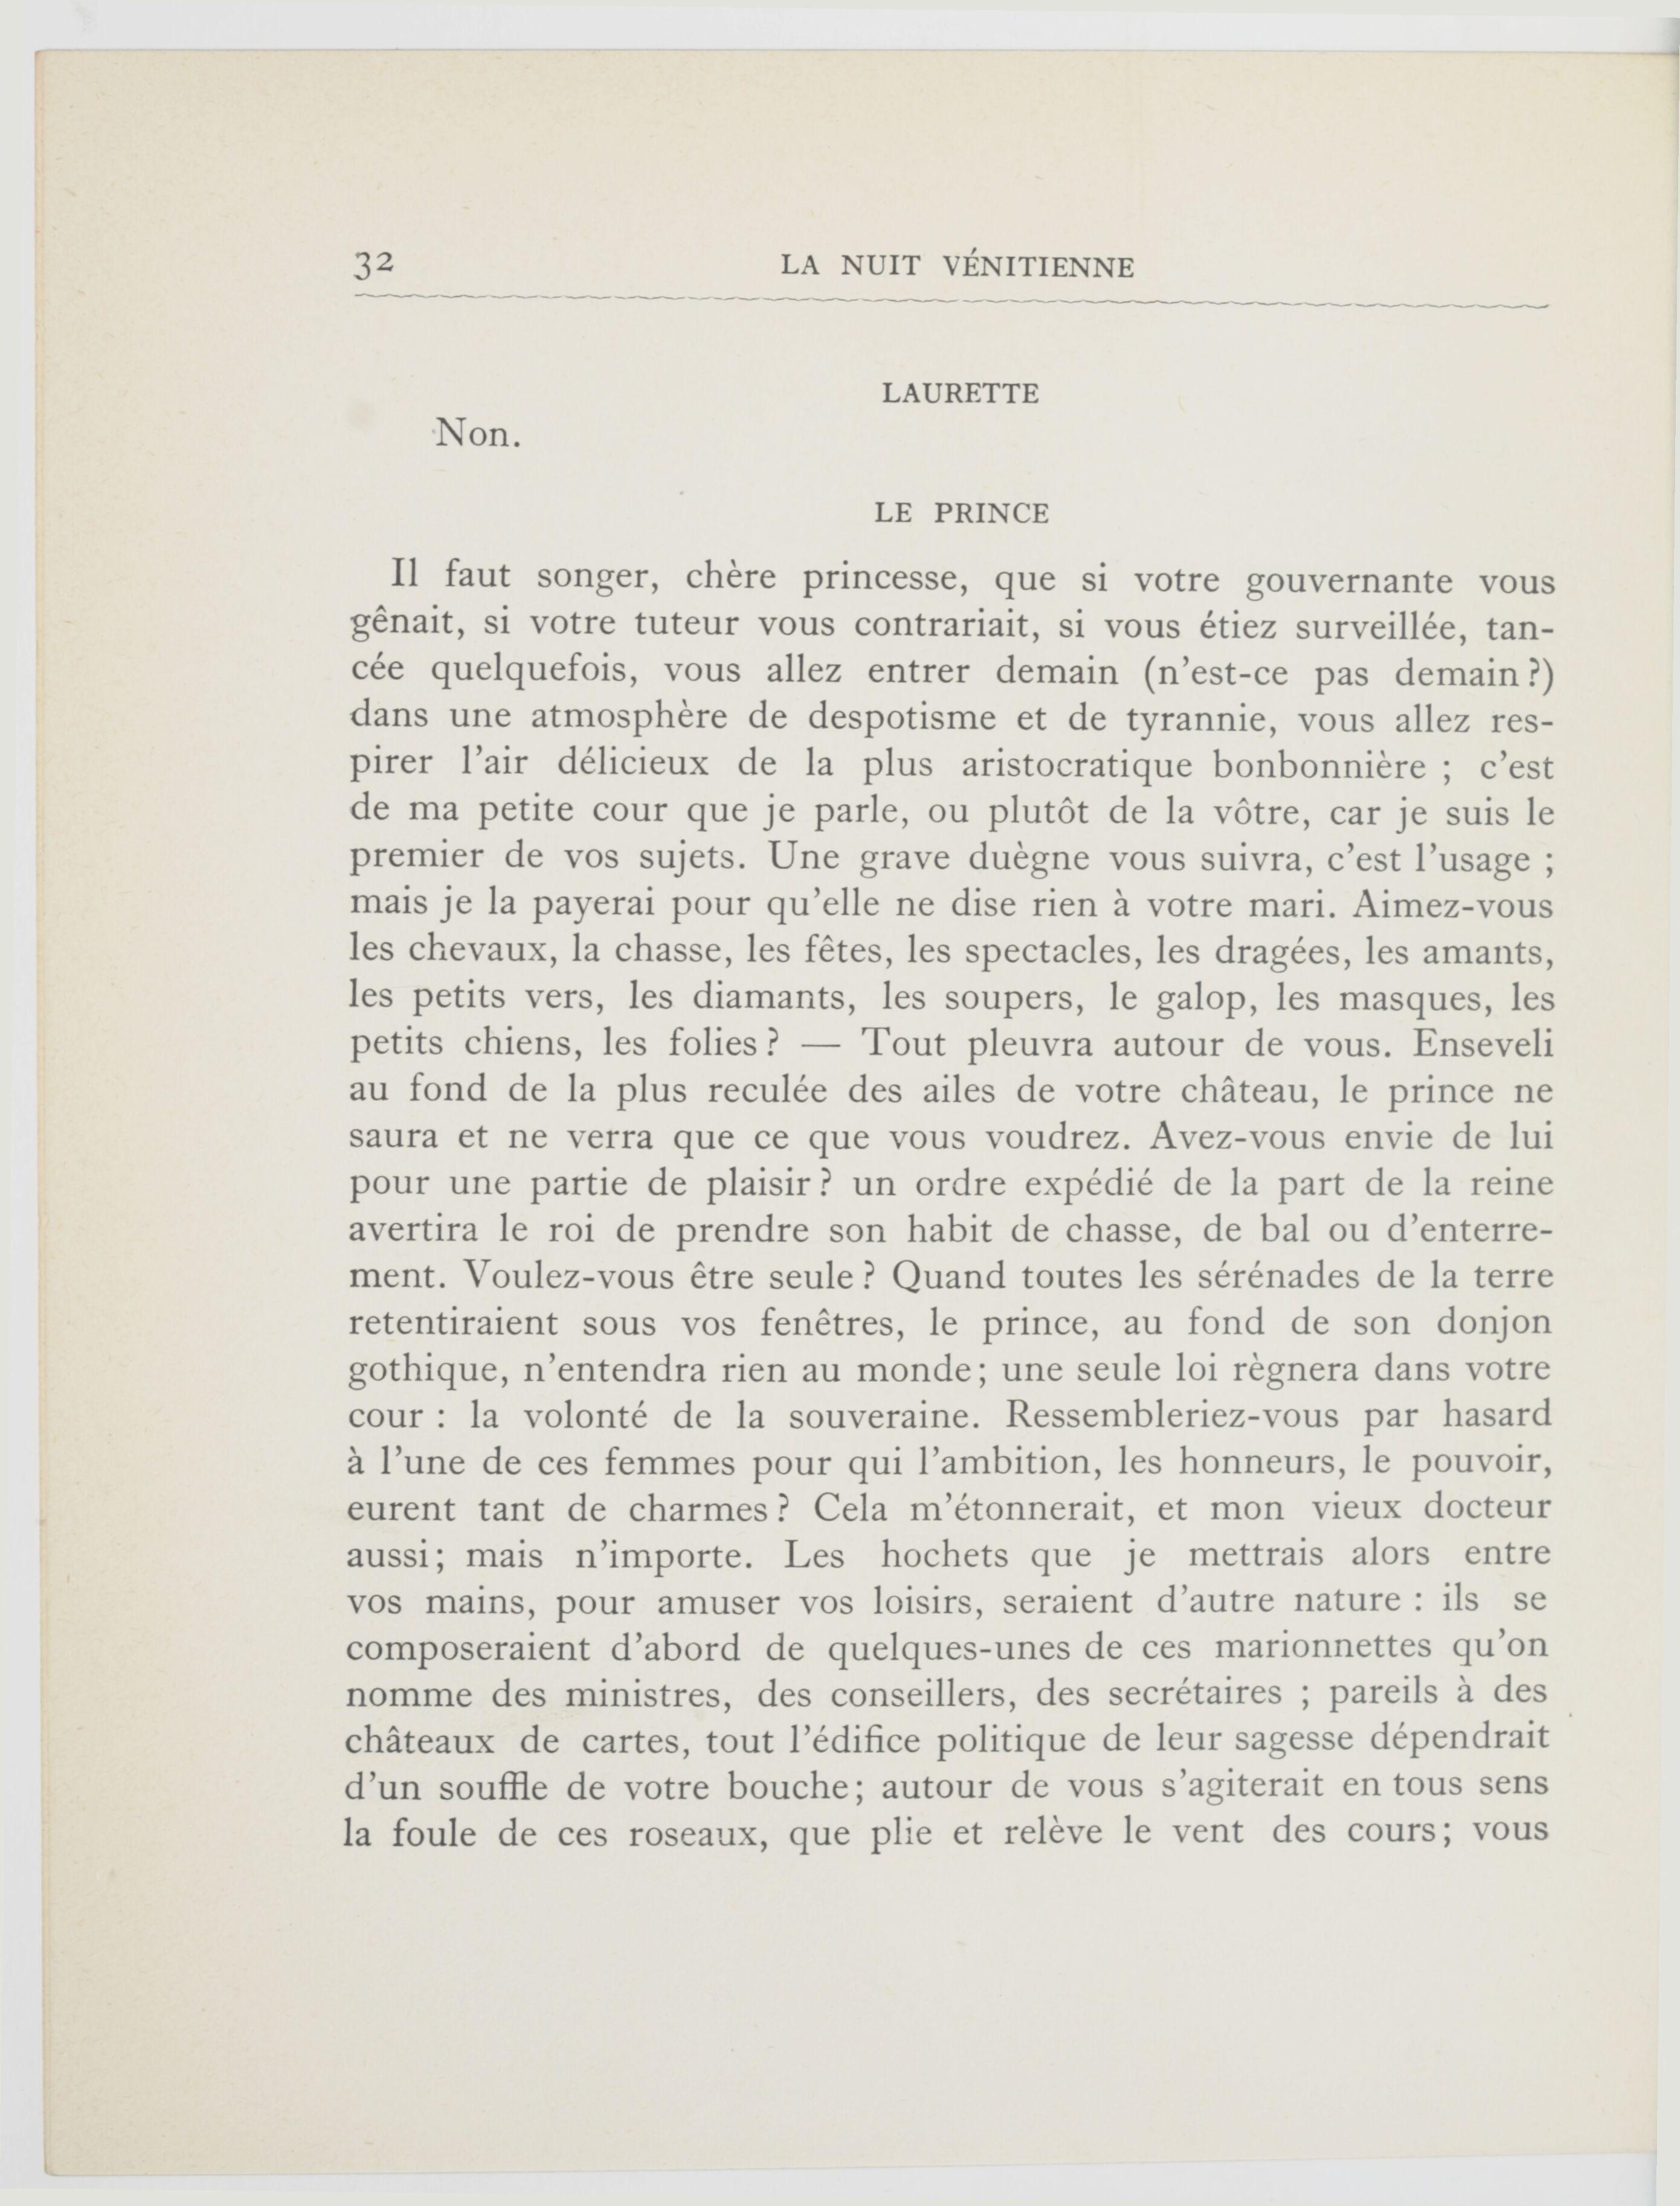 32
LA NUIT VÉNITIENNE
LAURETTE
Non.
LE PRINCE
Il faut songer, chère princesse, que si votre gouvernante vous
gênait, si votre tuteur vous contrariait, si vous étiez surveillée, tan-
cée quelquefois, vous allez entrer demain (n'est-ce pas demain ?)
dans une atmosphère de despotisme et de tyrannie, vous allez res-
pirer l'air délicieux de la plus aristocratique bonbonnière ; c'est
de ma petite cour que je parle, ou plutôt de la vôtre, car je suis le
premier de vos sujets. Une grave duègne vous suivra, c'est l'usage ;
mais je la payerai pour qu'elle ne dise rien à votre mari. Aimez-vous
les chevaux, la chasse, les fêtes, les spectacles, les dragées, les amants,
les petits vers, les diamants, les soupers, le galop, les masques, les
petits chiens, les folies ? — Tout pleuvra autour de vous. Enseveli
au fond de la plus reculée des ailes de votre château, le prince ne
saura et ne verra que ce que vous voudrez. Avez-vous envie de lui
pour une partie de plaisir ? un ordre expédié de la part de la reine
avertira le roi de prendre son habit de chasse, de bal ou d'enterre-
ment. Voulez-vous être seule ? Quand toutes les sérénades de la terre
retentiraient sous vos fenêtres, le prince, au fond de son donjon
gothique, n'entendra rien au monde; une seule loi règnera dans votre
cour : la volonté de la souveraine. Ressembleriez-vous par hasard
à l'une de ces femmes pour qui l'ambition, les honneurs, le pouvoir,
eurent tant de charmes ? Cela m'étonnerait, et mon vieux docteur
aussi; mais n'importe. Les hochets que je mettrais alors entre
vos mains, pour amuser vos loisirs, seraient d'autre nature : ils se
composeraient d'abord de quelques-unes de ces marionnettes qu'on
nomme des ministres, des conseillers, des secrétaires ; pareils à des
châteaux de cartes, tout l'édifice politique de leur sagesse dépendrait
d'un souffle de votre bouche; autour de vous s'agiterait en tous sens
la foule de ces roseaux, que plie et relève le vent des cours; vous